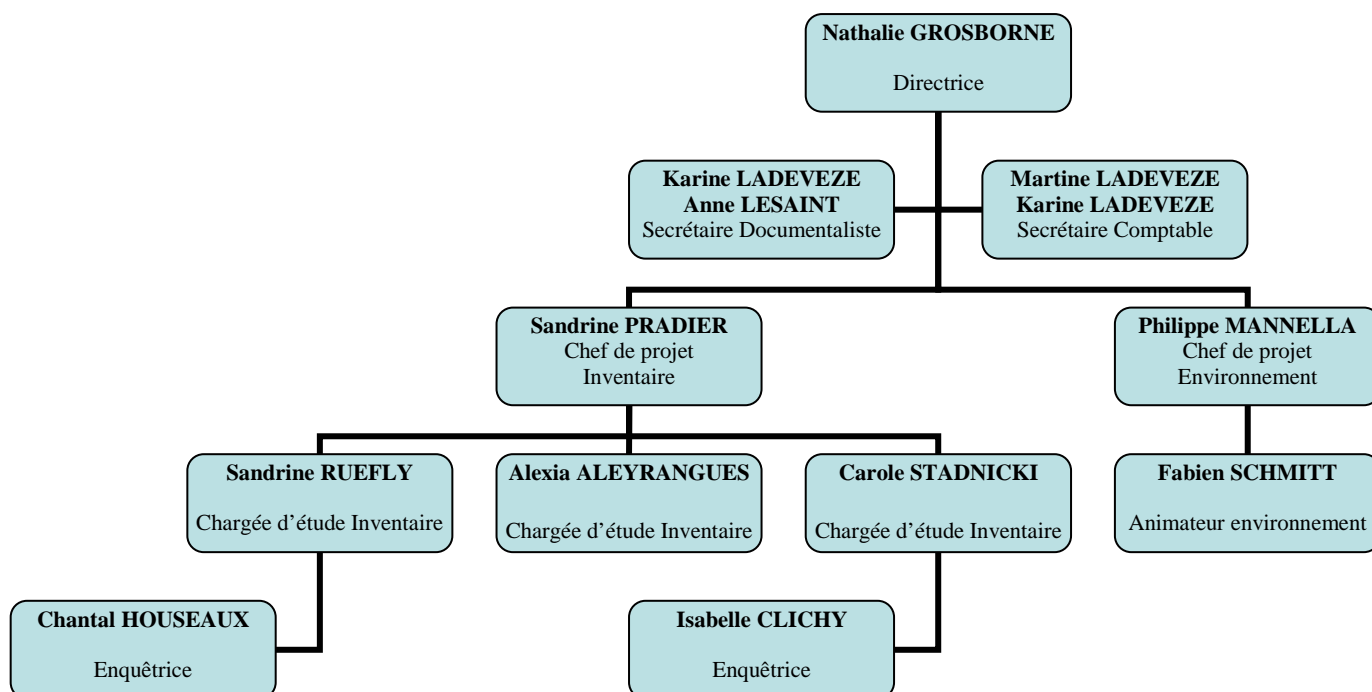 Nathalie GROSBORNE
Directrice
Karine LADEVEZE
Anne LESAINT
Secrétaire Documentaliste
Martine LADEVEZE
Karine LADEVEZE
Secrétaire Comptable
Sandrine PRADIER
Chef de projet
Inventaire
Philippe MANNELLA
Chef de projet
Environnement
Sandrine RUEFLY
Chargée d’étude Inventaire
Alexia ALEYRANGUES
Chargée d’étude Inventaire
Carole STADNICKI
Chargée d’étude Inventaire
Fabien SCHMITT
Animateur environnement
Chantal HOUSEAUX
Enquêtrice
Isabelle CLICHY
Enquêtrice